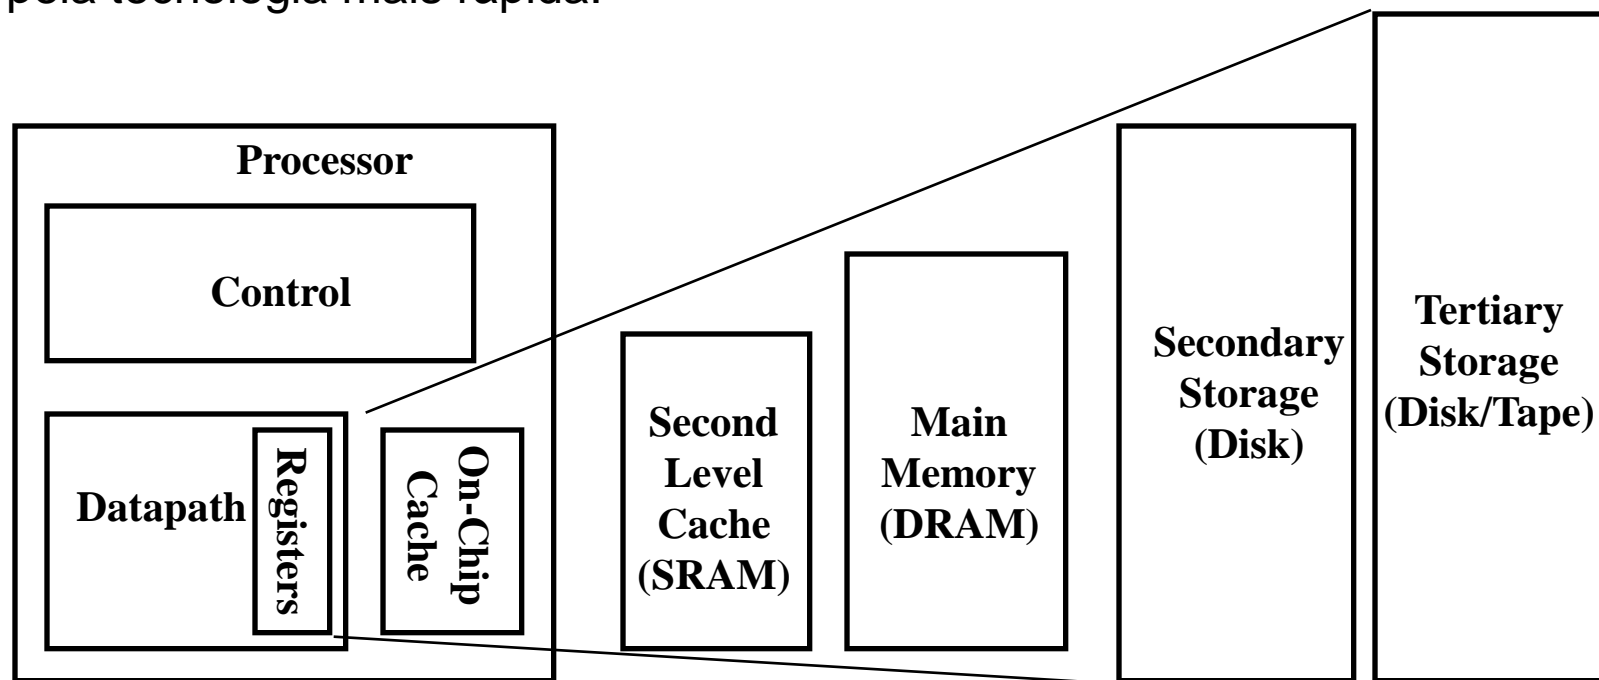 pela tecnologia mais rápida.
Processor
Control
Datapath
Registers
On-Chip
Cache
Second
Level
Cache
(SRAM)
Main
Memory
(DRAM)
Secondary
Storage
(Disk)
Tertiary
Storage
(Disk/Tape)